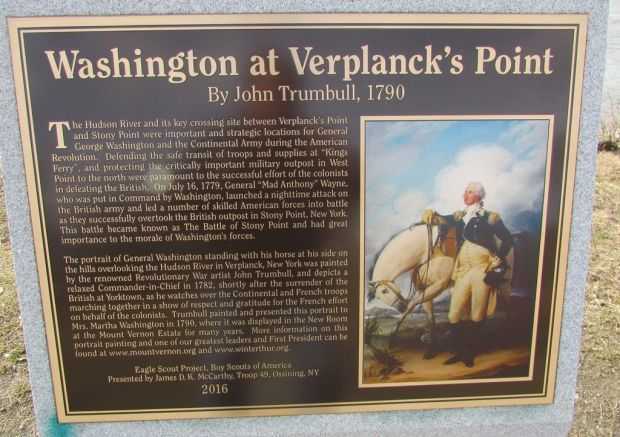 Washington at Verplanck's Point
By John Trumbull, 1790
The Hudson River and its key crossing site between Verplanck's Point
and Stony Point were important and strategic locations for General
George Washington and the Continental Army during the American
Revolution. Defending the safe transit of troops and supplies at "Kings
Ferry", and protecting the critically important military outpost in West
Point to the north were paramount to the successful effort of the colonists
in defeating the British. On July 16, 1779, General "Mad Anthony" Wayne,
who was put in Command by Washington, launched a nighttime attack on
the British army and led a number of skilled American forces into battle
as they successfully overtook the British outpost in Stony Point, New York.
This battle became known as The Battle of Stony Point and had great
importance to the morale of Washington's forces.
The portrait of General Washington standing with his horse at his side on
the hills overlooking the Hudson River in Verplanck, New York was painted
by the renowned Revolutionary War artist John Trumbull, and depicts a
relaxed Commander-in-Chief in 1782, shortly after the surrender of the
British at Yorktown, as he watches over the Continental and French troops
marching together in a show of respect and gratitude for the French effort
on behalf of the colonists. Trumbull painted and presented this portrait to
Mrs. Martha Washington in 1790, where it was displayed in the New Room
at the Mount Vernon Estate for many years. More information on this
portrait painting and one of our greatest leaders and First President can be
found at www.mountvernon.org and www.winterthur.org.
Eagle Scout Project, Boy Scouts of America
Presented by James D. K. McCarthy, Troop 49, Ossining, NY
2016